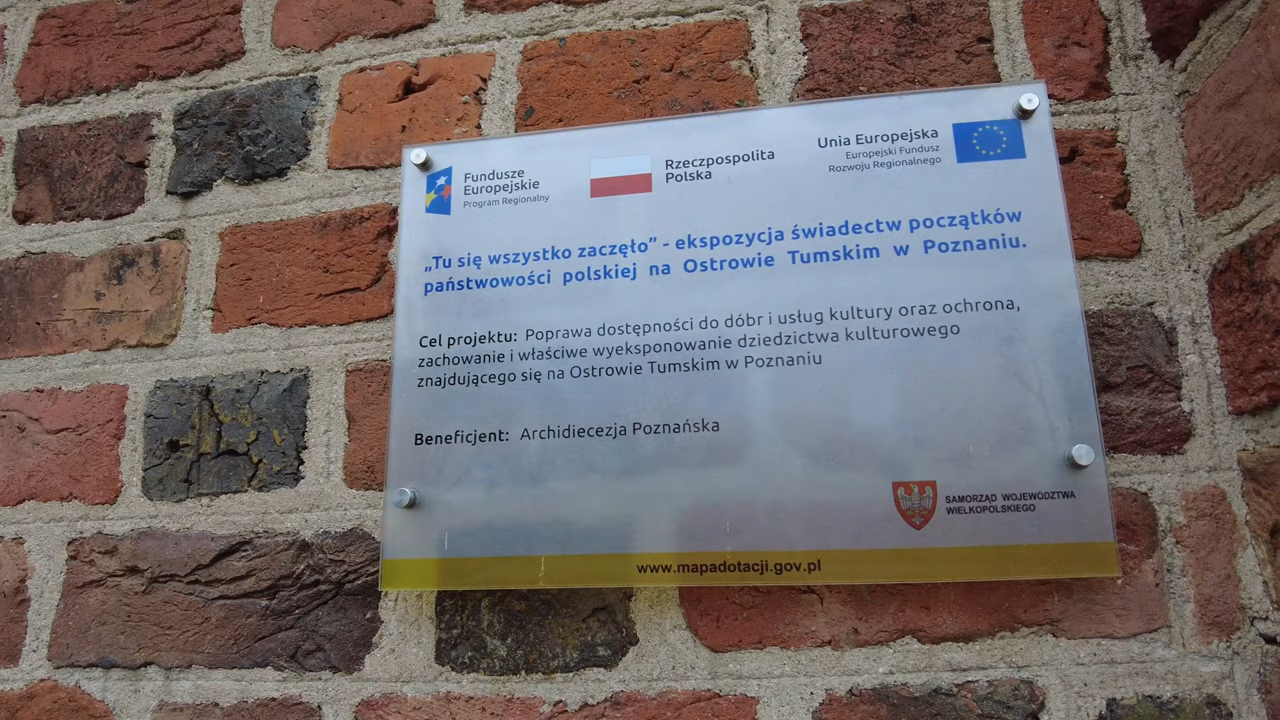 Fundusze
Europejskie
Program Regionalny
Rzeczpospolita
Polska
Unia Europejska
Europejski Fundusz
Rozwoju Regionalnego
„Tu się wszystko zaczęło” - ekspozycja świadectw początków
państwowości polskiej na Ostrowie Tumskim w Poznaniu.
Cel projektu: Poprawa dostępności do dóbr i usług kultury oraz ochrona,
zachowanie i właściwe wyeksponowanie dziedzictwa kulturowego
znajdującego się na Ostrowie Tumskim w Poznaniu
Beneficjent: Archidiecezja Poznańska
SAMORZĄD WOJEWÓDZTWA
WIELKOPOLSKIEGO
www.mapadotacji.gov.pl